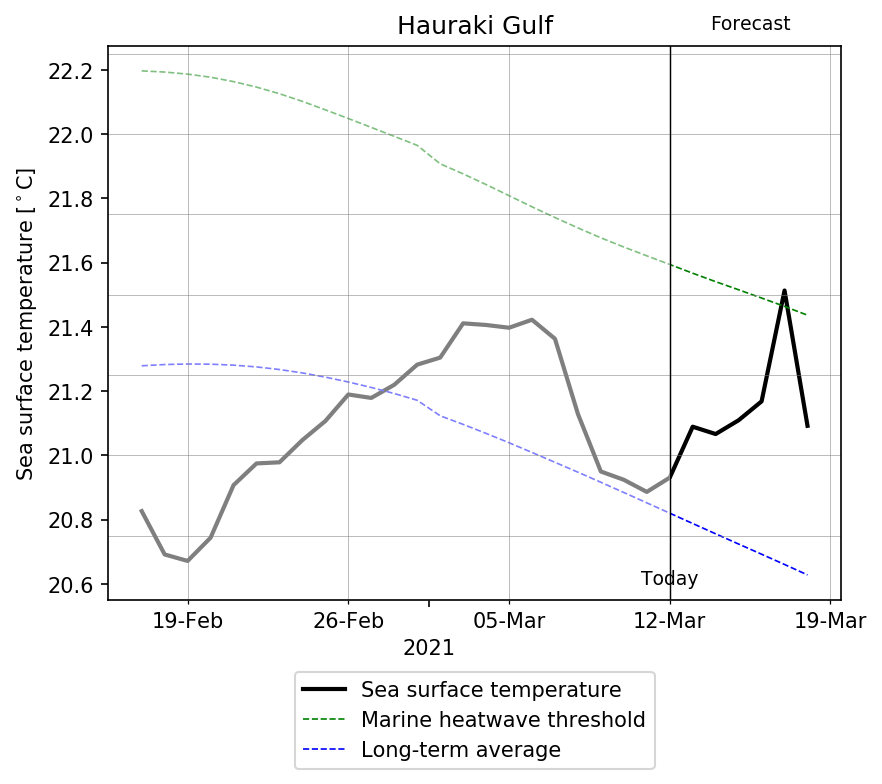 Hauraki Gulf
Forecast
Sea surface temperature [°C]
22.2
22.0
21.8
21.6
21.4
21.2
21.0
20.8
20.6
Today
19-Feb
26-Feb
05-Mar
12-Mar
19-Mar
2021
Sea surface temperature
Marine heatwave threshold
Long-term average